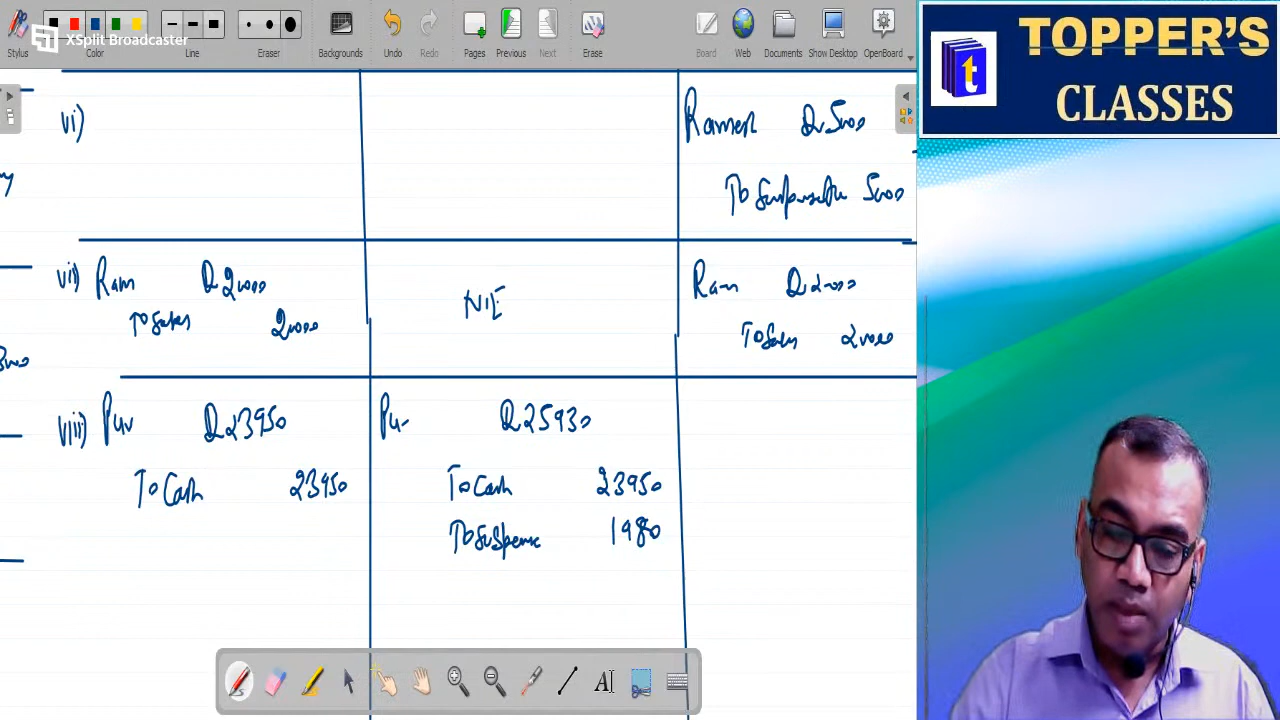 XSplit Broadcaster
Stylus Color Line Eraser Backgrounds Undo Redo Pages Previous Next Erase Board Web Documents Show Desktop OpenBoard
TOPPER'S
CLASSES
t
vi)
Ramesh Dr 5000
To Suspense A/c 5000
vii) Ram Dr 2000
To Sales 2000
NIE
Ram Dr 2000
To Sales 2000
viii) Pur Dr 23950
To Cash 23950
Pur Dr 25930
To Cash 23950
To Suspense 1980